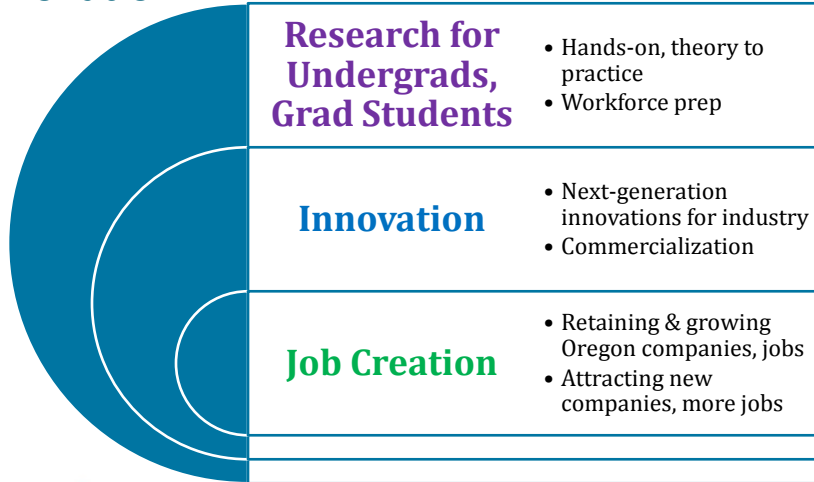 Research for
Undergrads,
Grad Students
• Hands-on, theory to
practice
• Workforce prep
Innovation
• Next-generation
innovations for industry
• Commercialization
Job Creation
• Retaining & growing
Oregon companies, jobs
• Attracting new
companies, more jobs